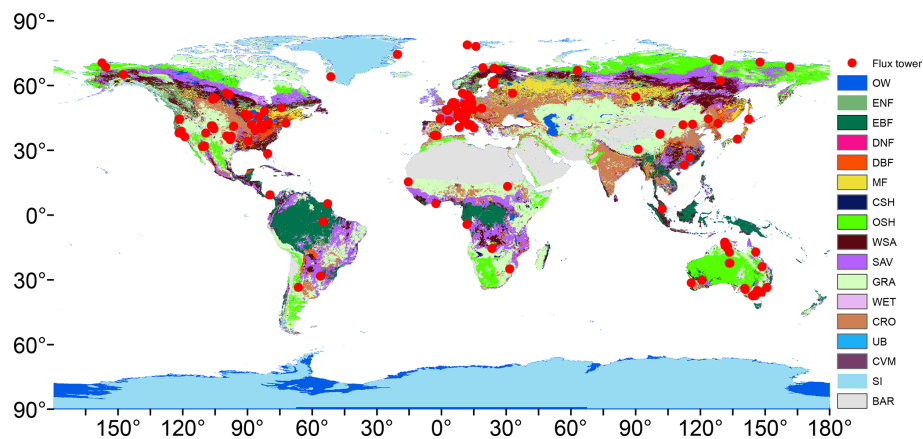 90°
60°
30°
0°
30°
60°
90°
150° 120° 90° 60° 30° 0° 30° 60° 90° 120° 150° 180°
Flux tower
OW
ENF
EBF
DNF
DBF
MF
CSH
OSH
WSA
SAV
GRA
WET
CRO
UB
CVM
SI
BAR